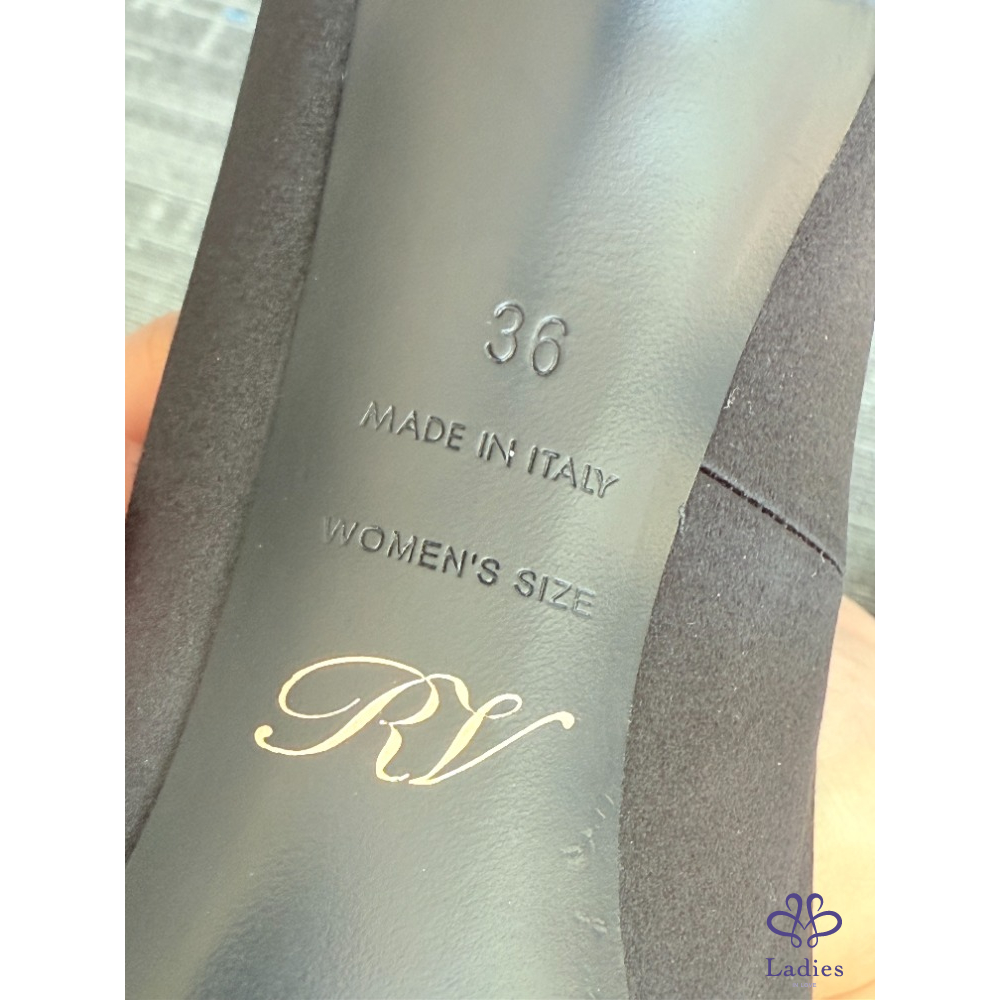 36
MADE IN ITALY
WOMEN'S SIZE
RV
Ladies